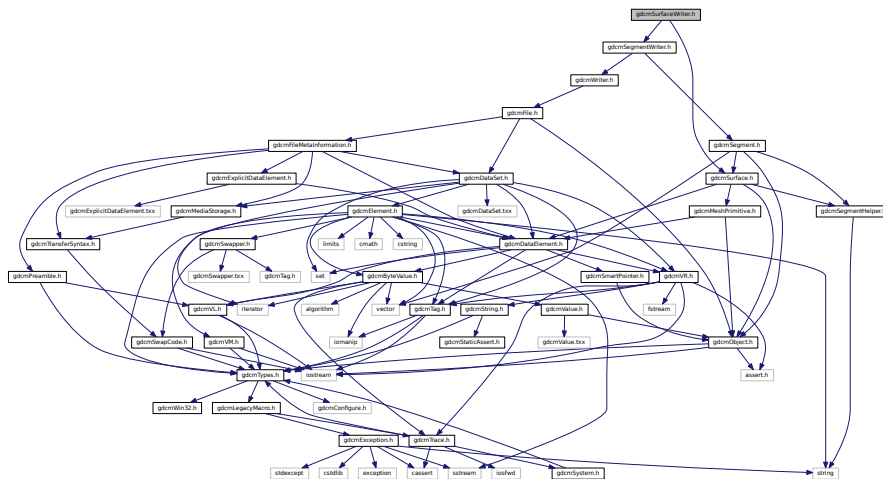 gdcmSurfaceWriter.h
gdcmSegmentWriter.h
gdcmWriter.h
gdcmFile.h
gdcmFileMetaInformation.h
gdcmSegment.h
gdcmExplicitDataElement.h
gdcmDataSet.h
gdcmSurface.h
gdcmExplicitDataElement.txx
gdcmMediaStorage.h
gdcmElement.h
gdcmDataSet.txx
gdcmMeshPrimitive.h
gdcmSegmentHelper.h
gdcmTransferSyntax.h
gdcmSwapper.h
limits
cmath
cstring
gdcmDataElement.h
gdcmPreamble.h
gdcmSwapper.txx
gdcmTag.h
set
gdcmByteValue.h
gdcmSmartPointer.h
gdcmVR.h
gdcmVL.h
iterator
algorithm
vector
gdcmTag.h
gdcmString.h
gdcmValue.h
fstream
gdcmSwapCode.h
gdcmVM.h
iomanip
gdcmStaticAssert.h
gdcmValue.txx
gdcmObject.h
gdcmTypes.h
iostream
assert.h
gdcmWin32.h
gdcmLegacyMacro.h
gdcmConfigure.h
gdcmException.h
gdcmTrace.h
stdexcept
cstdlib
exception
cassert
sstream
iosfwd
gdcmSystem.h
string